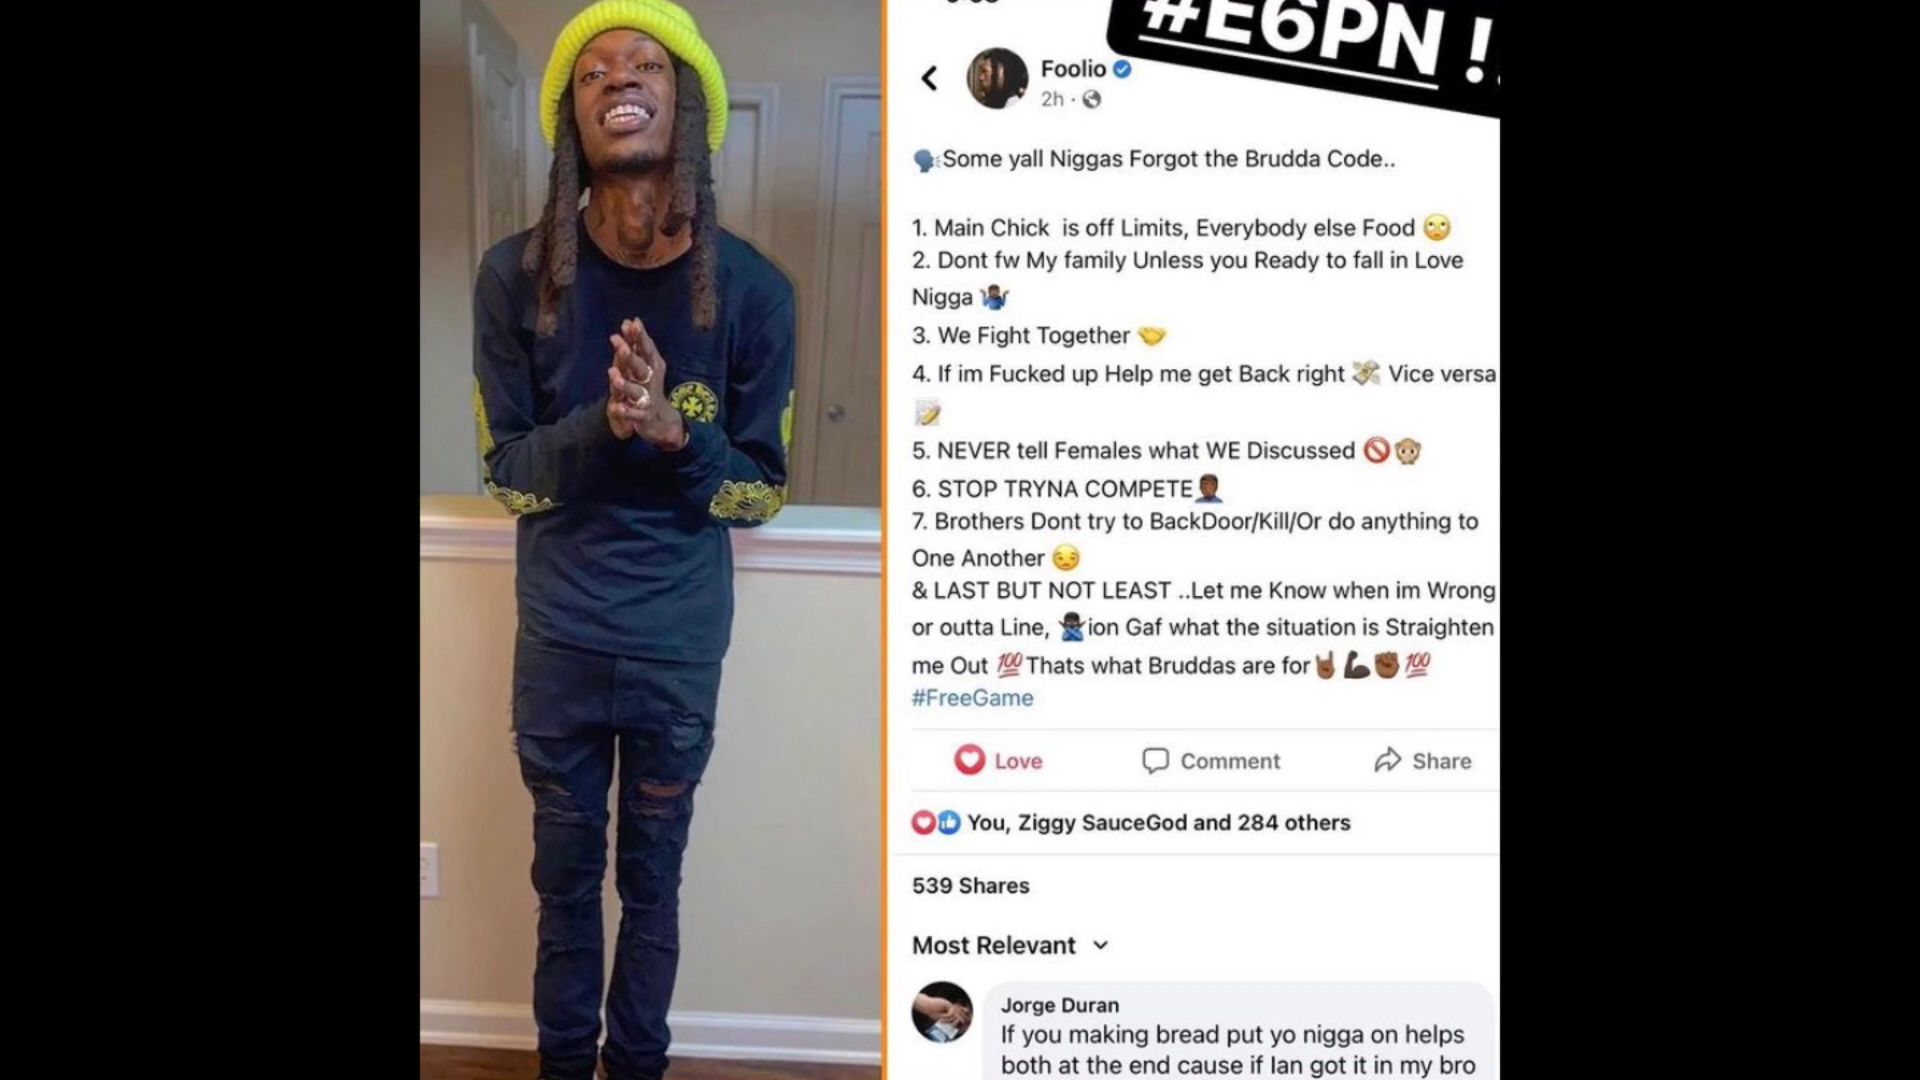 #E6PN !
Foolio
2h
Some yall Niggas Forgot the Brudda Code..
1. Main Chick is off Limits, Everybody else Food 🙄
2. Dont fw My family Unless you Ready to fall in Love
Nigga 🤷🏾‍♂️
3. We Fight Together 🤝
4. If im Fucked up Help me get Back right 💸 Vice versa
📝
5. NEVER tell Females what WE Discussed 🚫🙊
6. STOP TRYNA COMPETE🤦🏾‍♂️
7. Brothers Dont try to BackDoor/Kill/Or do anything to
One Another 😒
& LAST BUT NOT LEAST ..Let me Know when im Wrong
or outta Line, 🙅🏿‍♂️ion Gaf what the situation is Straighten
me Out 💯Thats what Bruddas are for🤘🏾💪🏿✊🏾💯
#FreeGame
Love Comment Share
You, Ziggy SauceGod and 284 others
539 Shares
Most Relevant
Jorge Duran
If you making bread put yo nigga on helps
both at the end cause if Ian got it in my bro